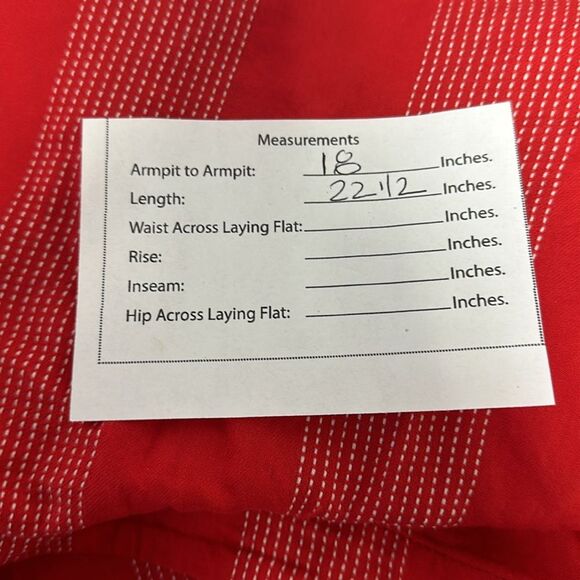 Measurements
Armpit to Armpit: 18 Inches.
Length: 22 1/2 Inches.
Waist Across Laying Flat: Inches.
Rise: Inches.
Inseam: Inches.
Hip Across Laying Flat: Inches.